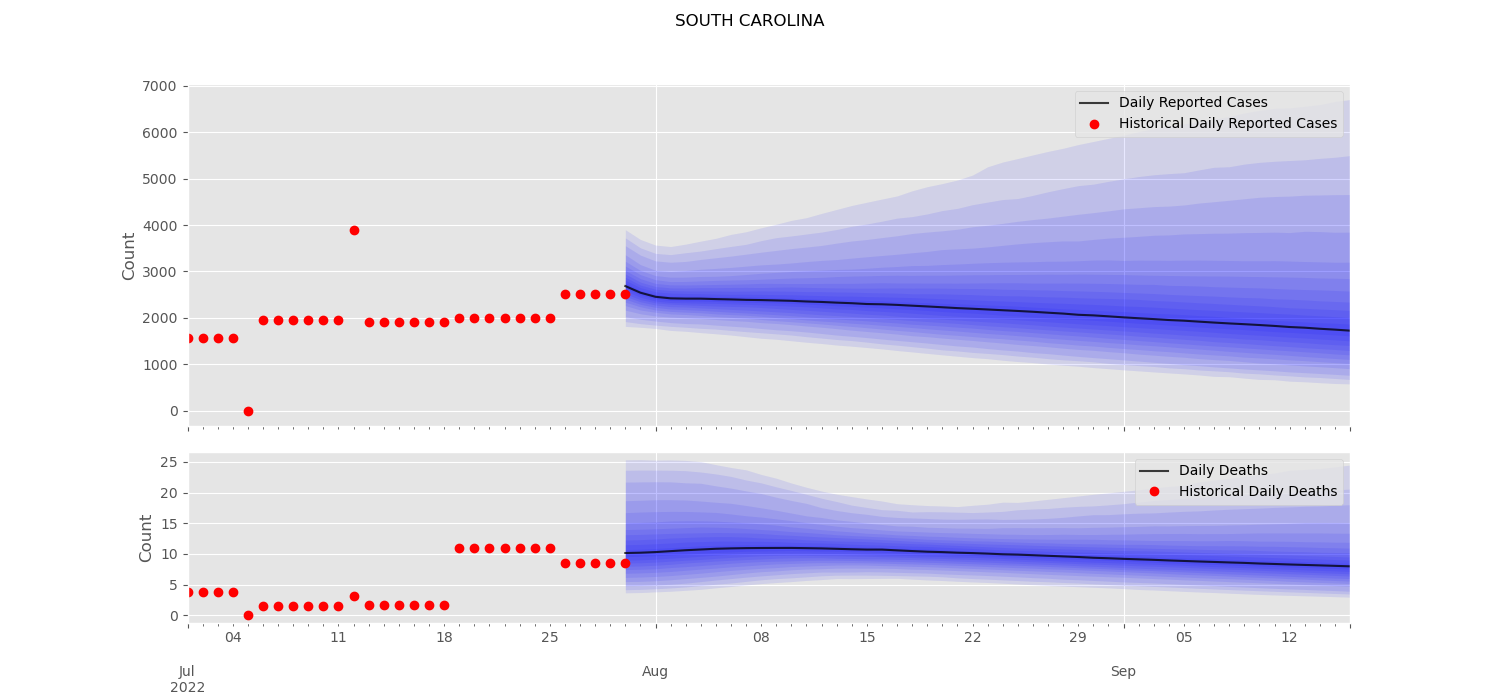 SOUTH CAROLINA
7000
6000
5000
4000
3000
2000
1000
0
Count
Daily Reported Cases
Historical Daily Reported Cases
25
20
15
10
5
0
Count
Daily Deaths
Historical Daily Deaths
04 11 18 25 08 15 22 29 05 12
Jul Aug Sep
2022